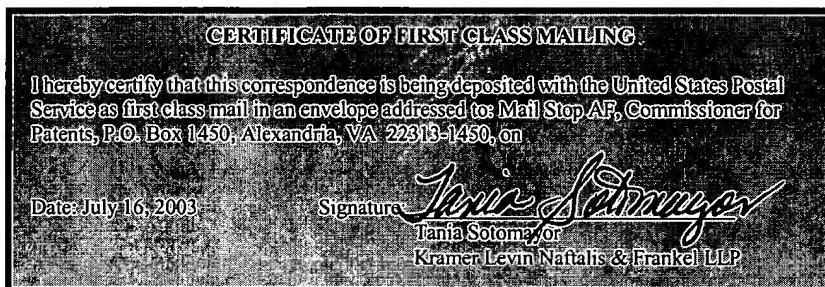 CERTIFICATE OF FIRST CLASS MAILING
I hereby certify that this correspondence is being deposited with the United States Postal
Service as first class mail in an envelope addressed to: Mail Stop AF, Commissioner for
Patents, P.O. Box 1450, Alexandria, VA 22313-1450, on
Date: July 16, 2003 Signature: Tania Sotomayor
Tania Sotomayor
Kramer Levin Naftalis & Frankel LLP